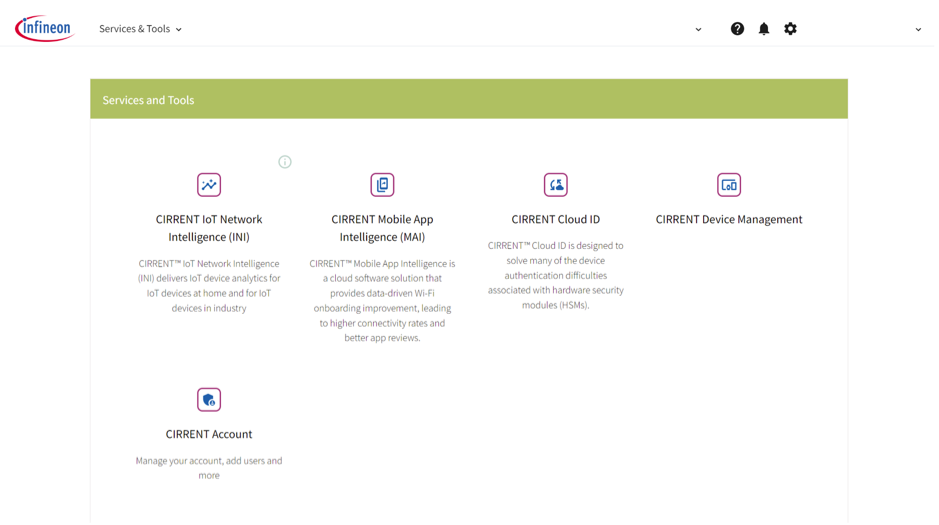 infineon
Services & Tools
Services and Tools
CIRRENT IoT Network
Intelligence (INI)
CIRRENT™ IoT Network Intelligence
(INI) delivers IoT device analytics for
IoT devices at home and for IoT
devices in industry
CIRRENT Mobile App
Intelligence (MAI)
CIRRENT™ Mobile App Intelligence is
a cloud software solution that
provides data-driven Wi-Fi
onboarding improvement, leading
to higher connectivity rates and
better app reviews.
CIRRENT Cloud ID
CIRRENT™ Cloud ID is designed to
solve many of the device
authentication difficulties
associated with hardware security
modules (HSMs).
CIRRENT Device Management
CIRRENT Account
Manage your account, add users and
more